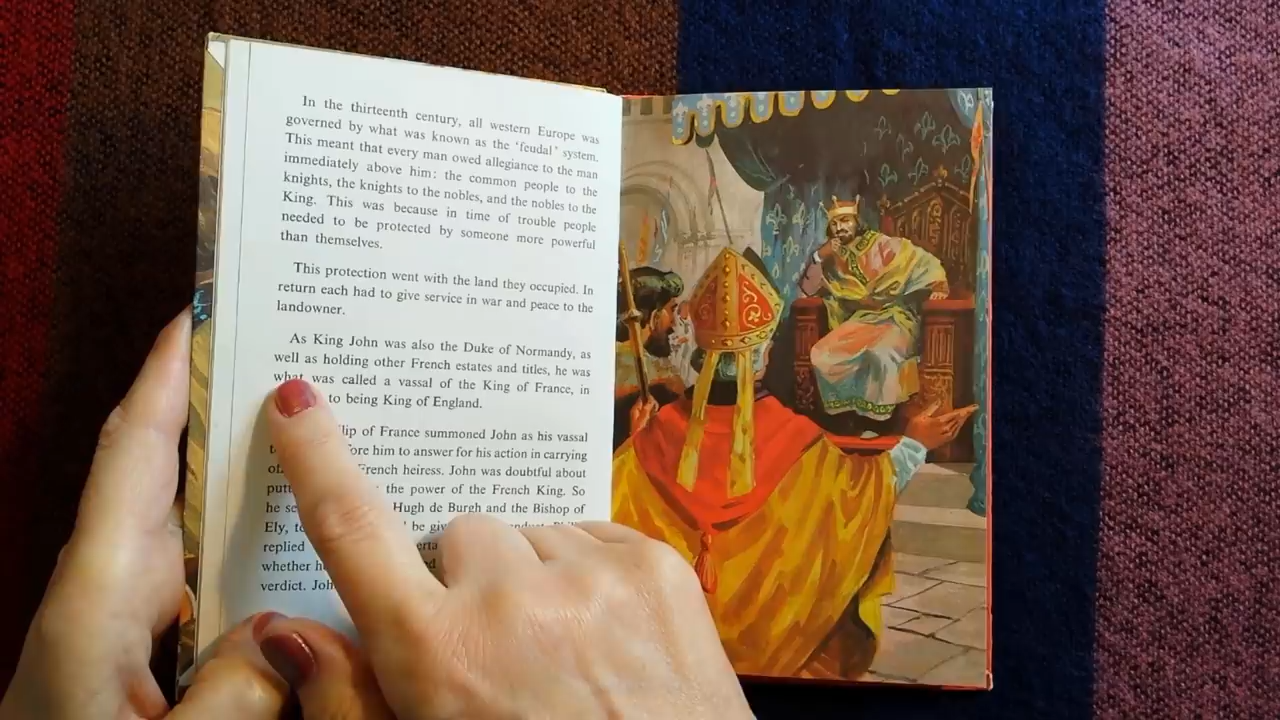 In the thirteenth century, all western Europe was
governed by what was known as the 'feudal' system.
This meant that every man owed allegiance to the man
immediately above him: the common people to the
knights, the knights to the nobles, and the nobles to the
King. This was because in time of trouble people
needed to be protected by someone more powerful
than themselves.
This protection went with the land they occupied. In
return each had to give service in war and peace to the
landowner.
As King John was also the Duke of Normandy, as
well as holding other French estates and titles, he was
what was called a vassal of the King of France, in
to being King of England.
of France summoned John as his vassal
him to answer for his action in carrying
French heiress. John was doubtful about
the power of the French King. So
he Hugh de Burgh and the Bishop of
Ely, be
replied
whether
verdict.